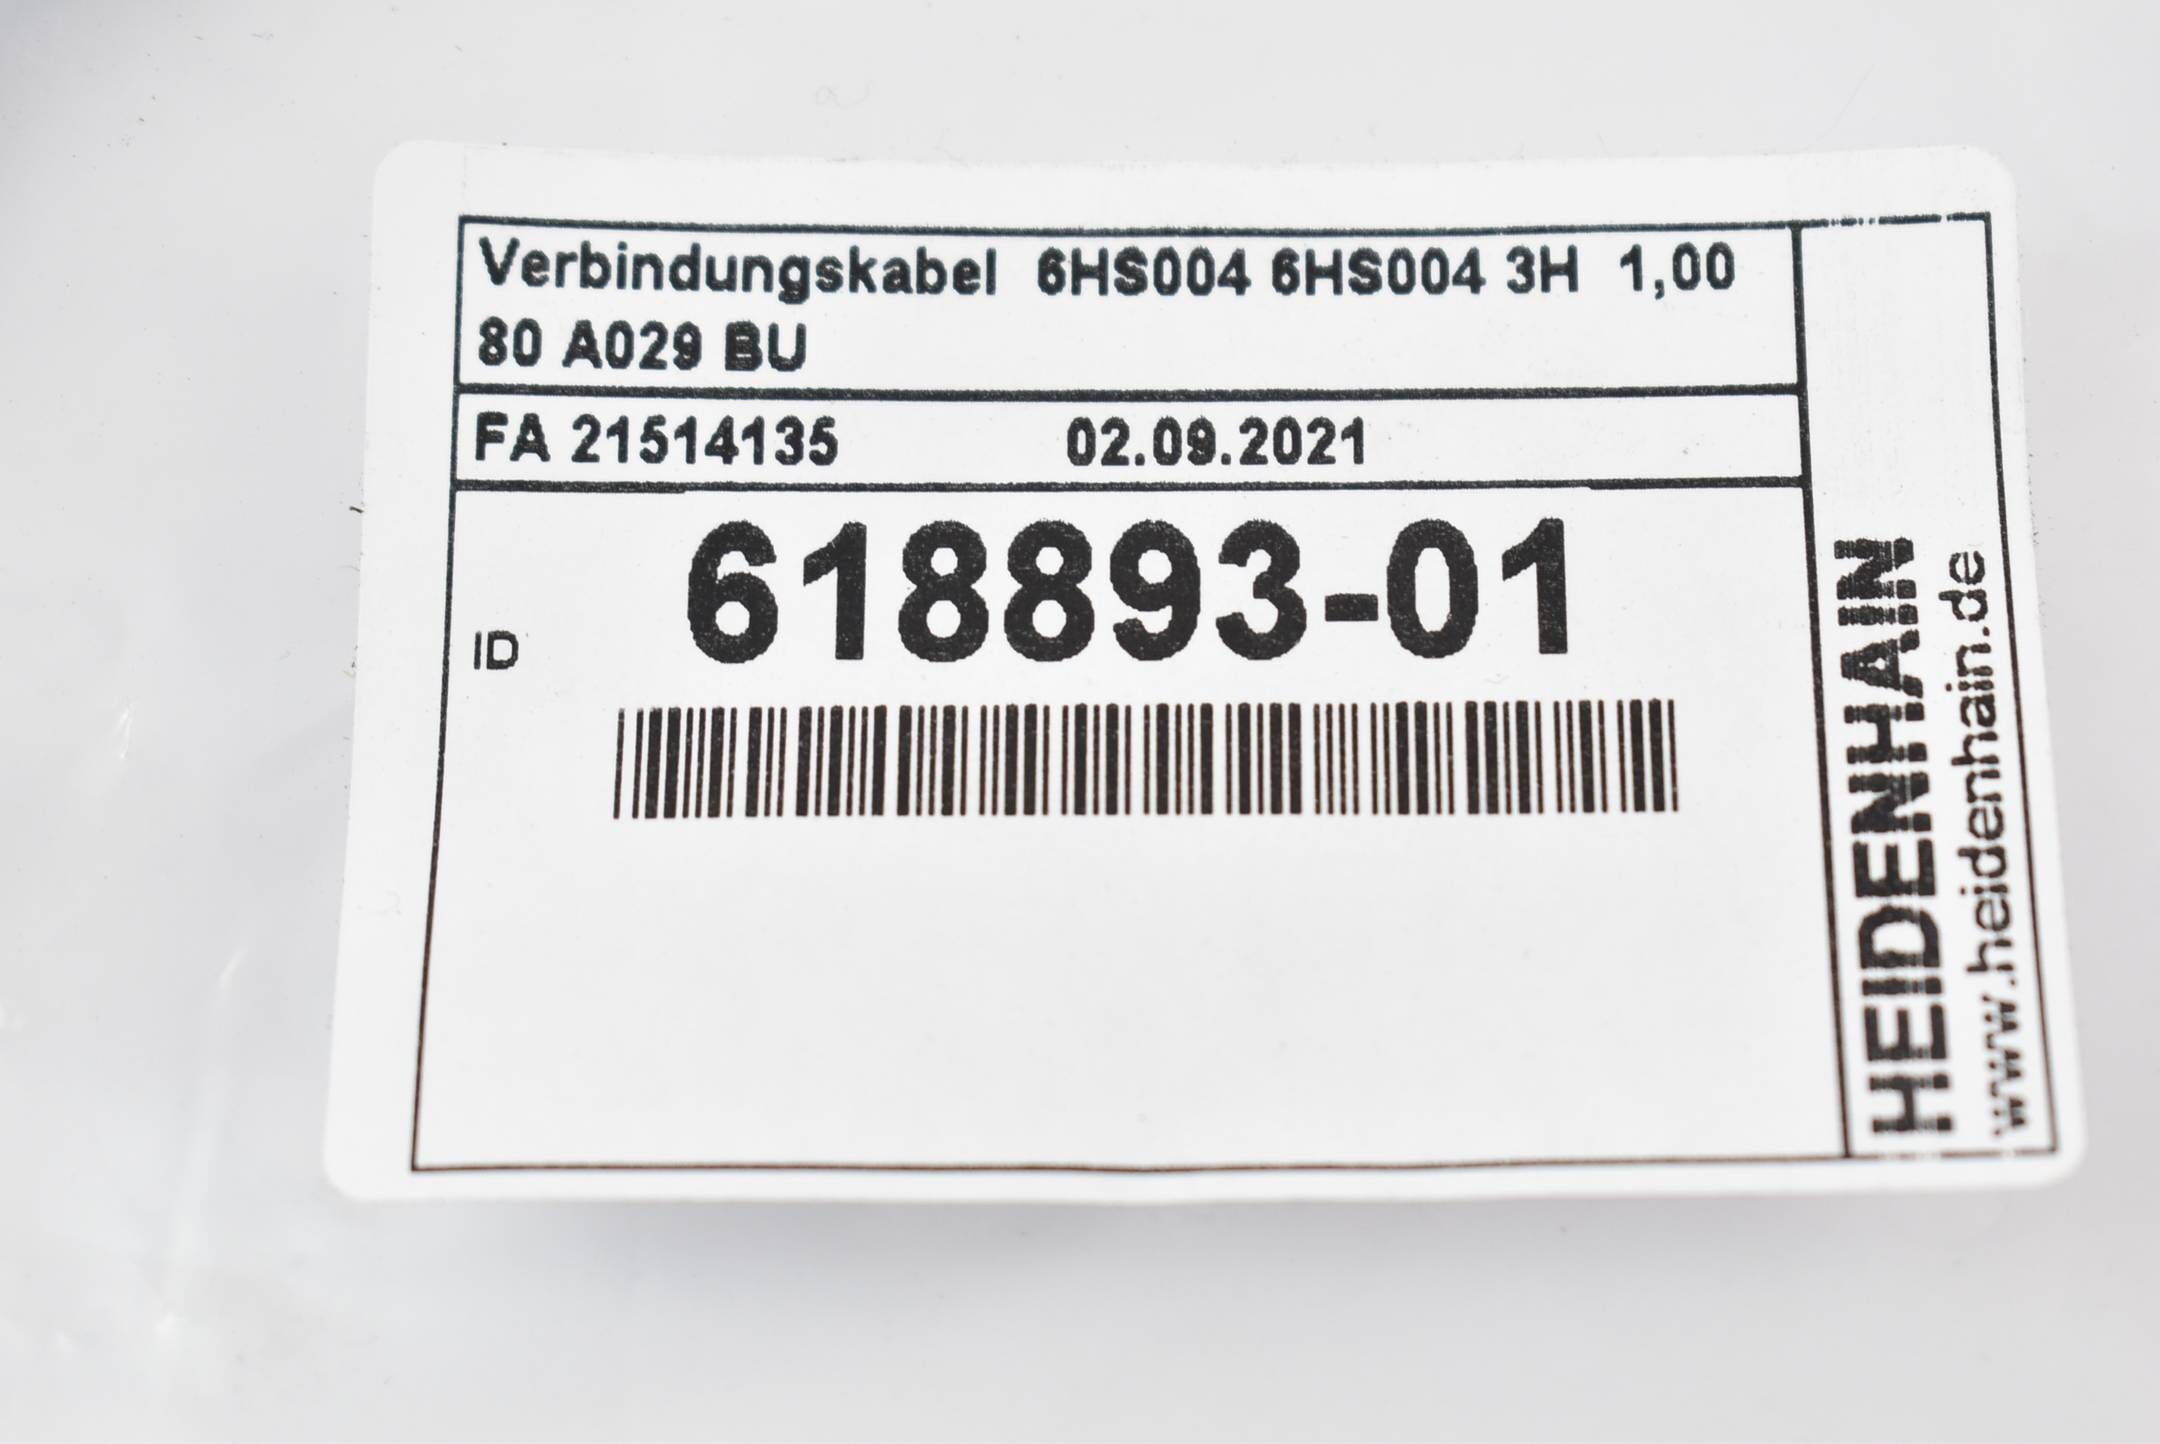 Verbindungskabel 6HS004 6HS004 3H 1,00
80 A029 BU
FA 21514135 02.09.2021
ID 618893-01
HEIDENHAIN
www.heidenhain.de